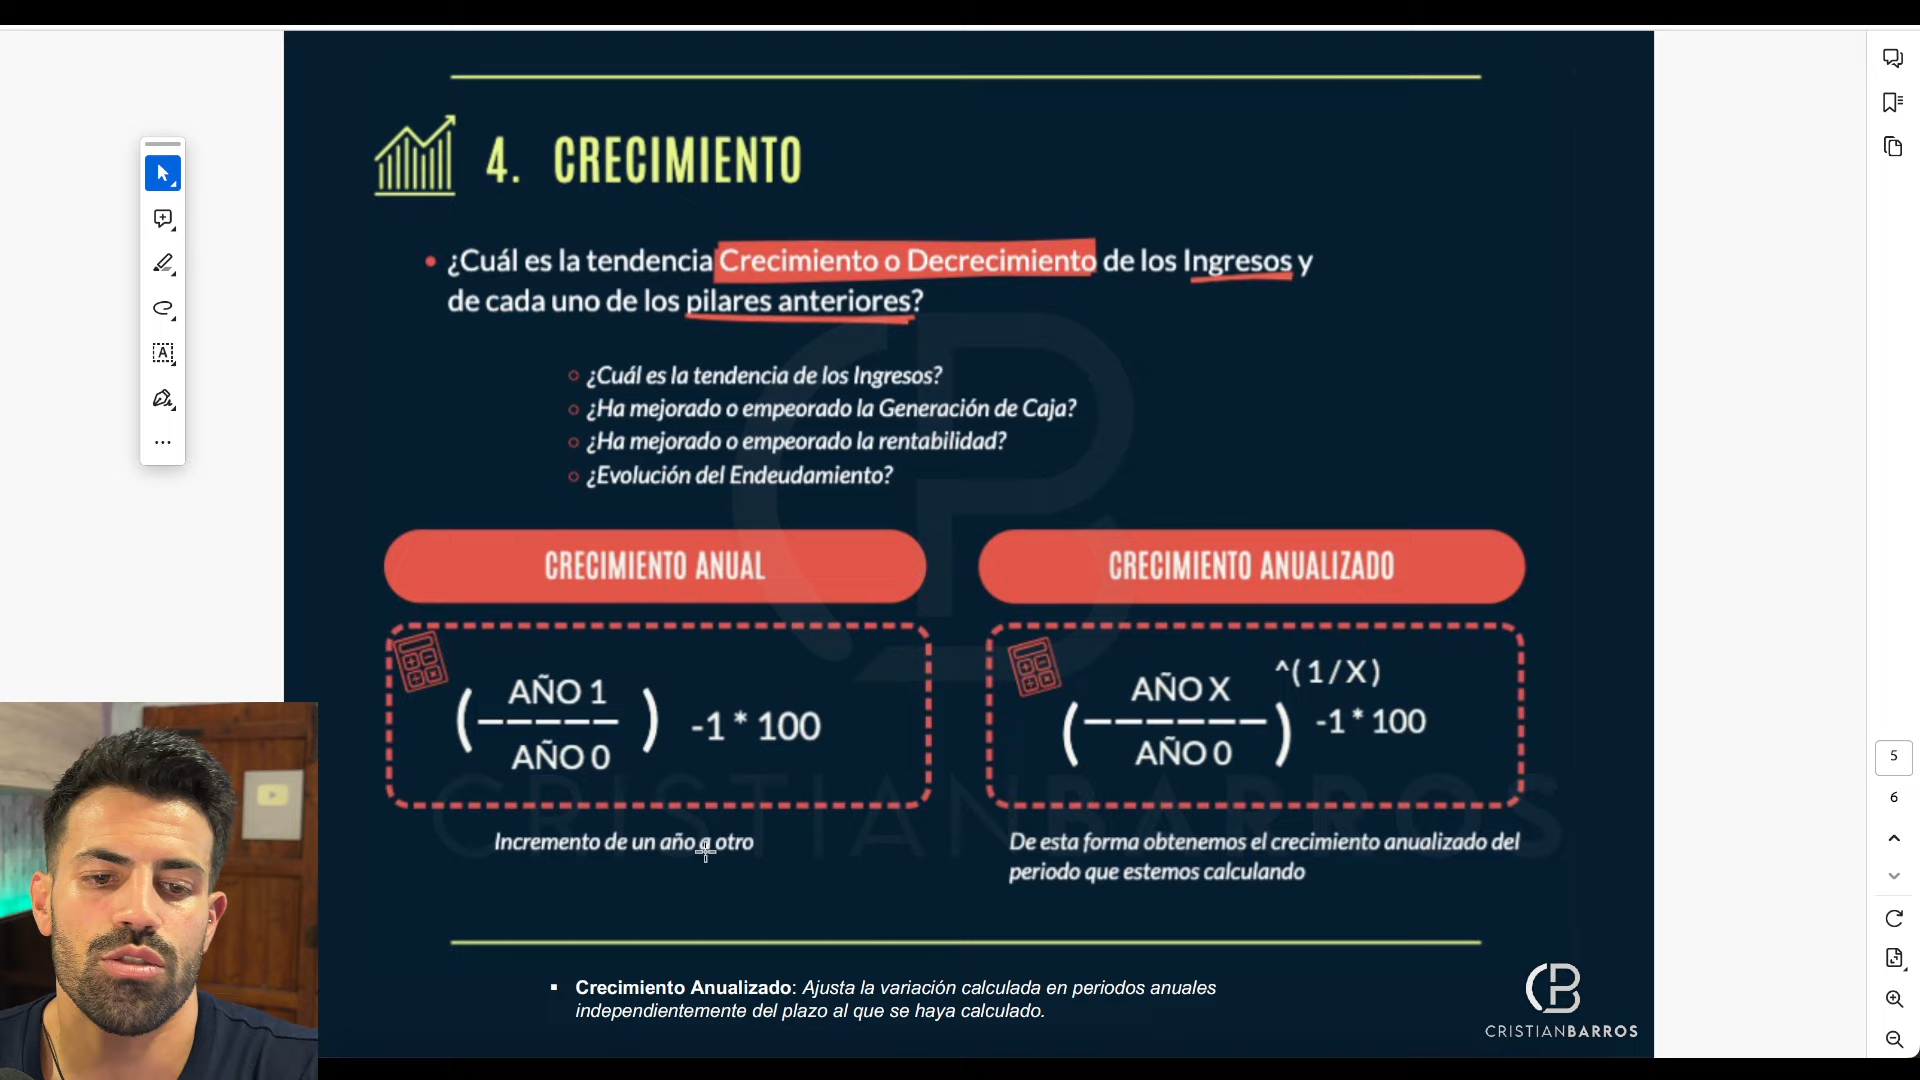 4. CRECIMIENTO
• ¿Cuál es la tendencia Crecimiento o Decrecimiento de los Ingresos y
de cada uno de los pilares anteriores?
○ ¿Cuál es la tendencia de los Ingresos?
○ ¿Ha mejorado o empeorado la Generación de Caja?
○ ¿Ha mejorado o empeorado la rentabilidad?
○ ¿Evolución del Endeudamiento?
CRECIMIENTO ANUAL
( AÑO 1
—————
AÑO 0 ) -1 * 100
Incremento de un año a otro
CRECIMIENTO ANUALIZADO
^(1/X)
( AÑO X
——————
AÑO 0 ) -1 * 100
De esta forma obtenemos el crecimiento anualizado del
periodo que estemos calculando
▪ Crecimiento Anualizado: Ajusta la variación calculada en periodos anuales
independientemente del plazo al que se haya calculado.
CB
CRISTIANBARROS
CRISTIANBARROS
A
5
6